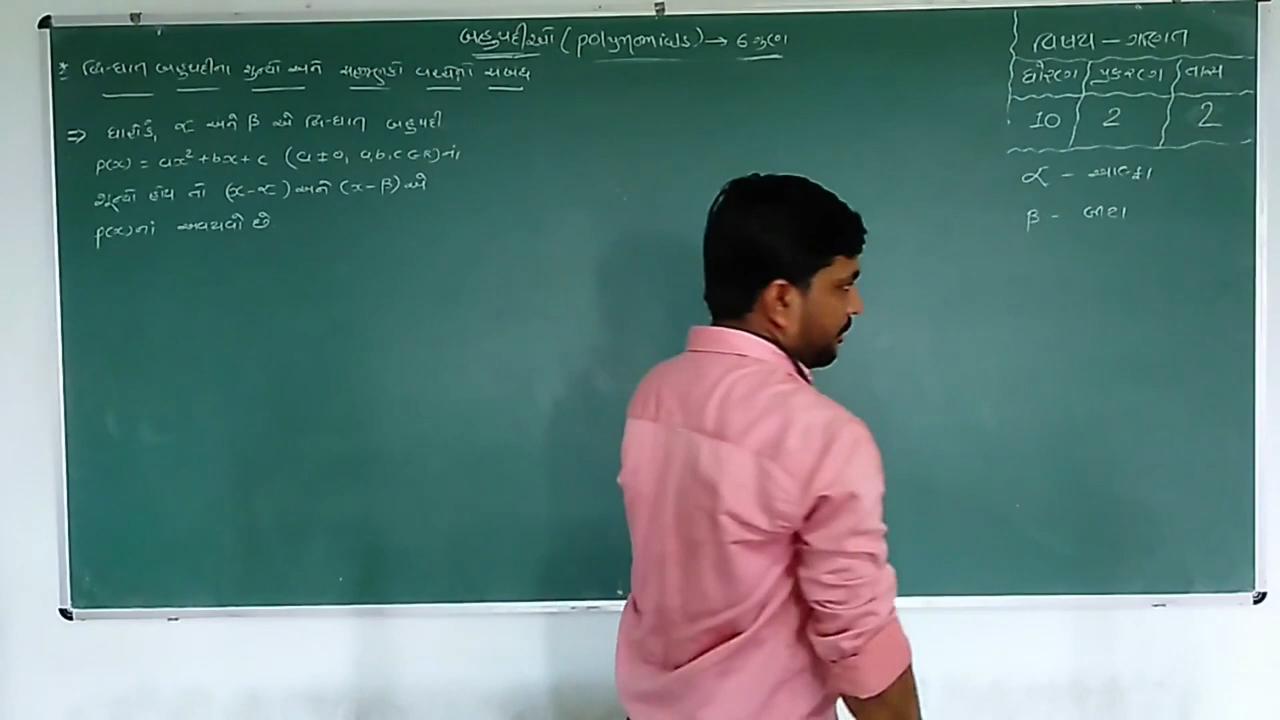 બહુપદીઓ (polynomials) → 6 ગુણ
* દ્વિ-ઘાત બહુપદીના શૂન્યો અને સહગુણકો વચ્ચેનો સંબંધ
⇒ ધારોકે, α અને β એ દ્વિ-ઘાત બહુપદી
p(x) = ax² + bx + c (a ≠ 0, a,b,c ∈ R) નાં
શૂન્યો હોય તો (x-α) અને (x-β) એ
p(x) નાં અવયવો છે
વિષય - ગણિત
ધોરણ પ્રકરણ તાસ
10 2 2
α - આલ્ફા
β - બીટા